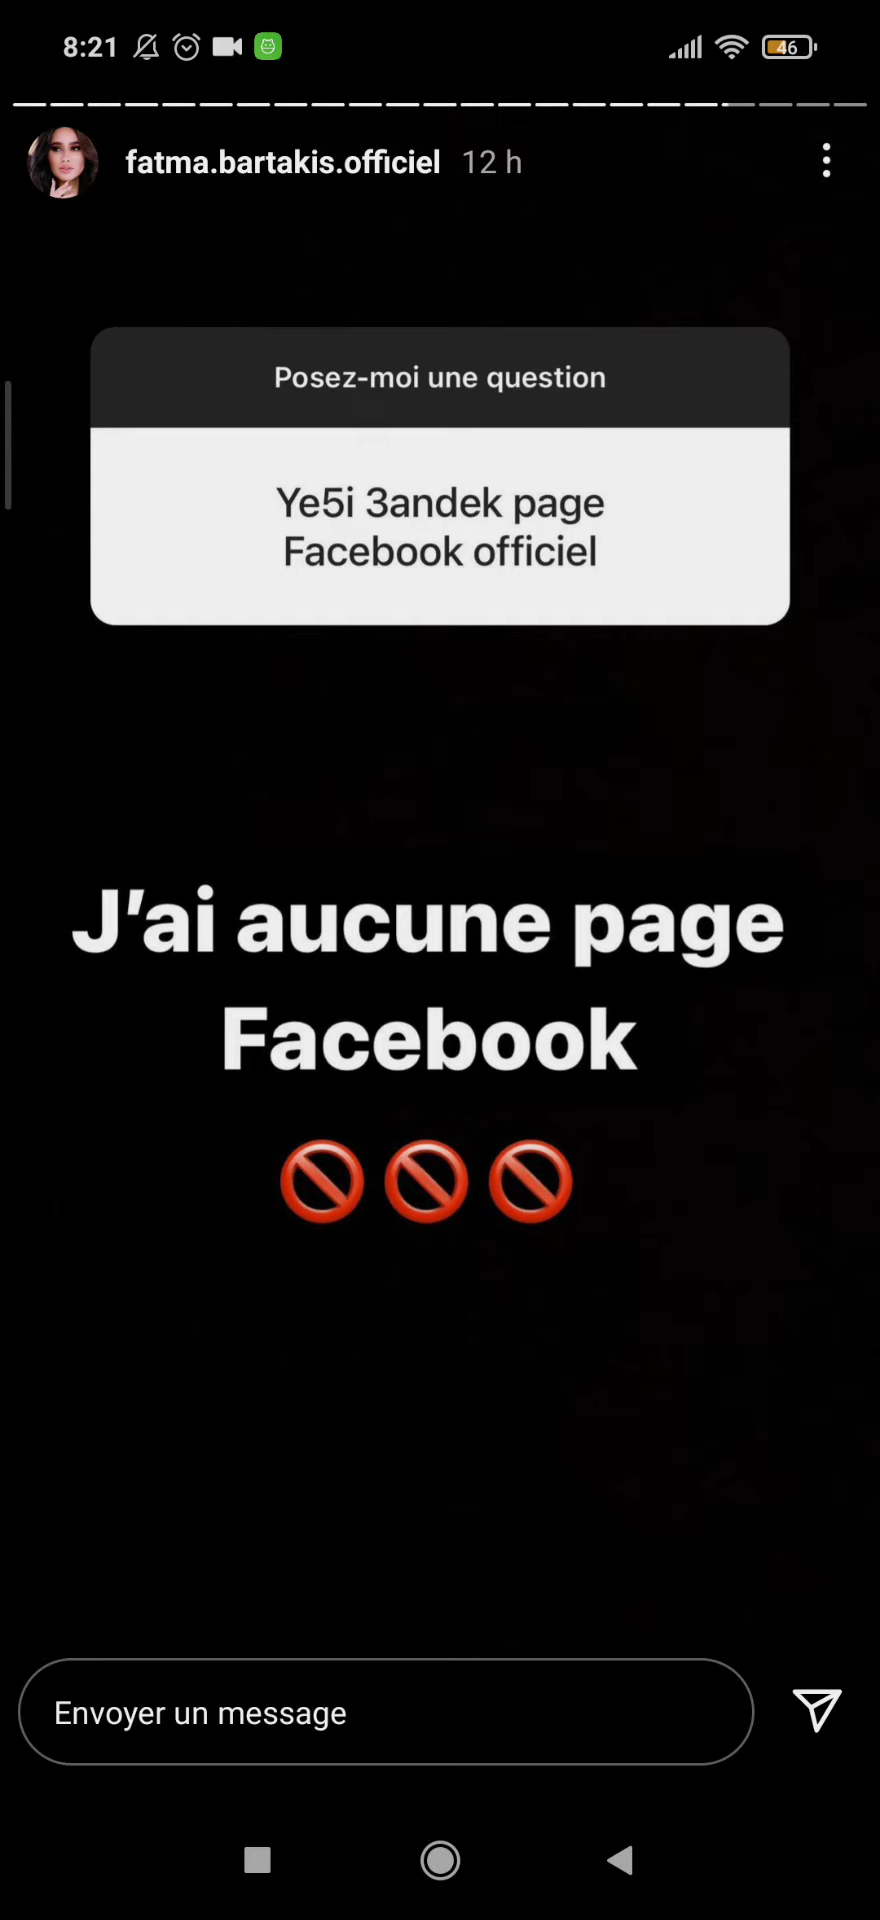 8:21 46
fatma.bartakis.officiel 12 h
Posez-moi une question
Ye5i 3andek page
Facebook officiel
J'ai aucune page
Facebook
🚫🚫🚫
Envoyer un message